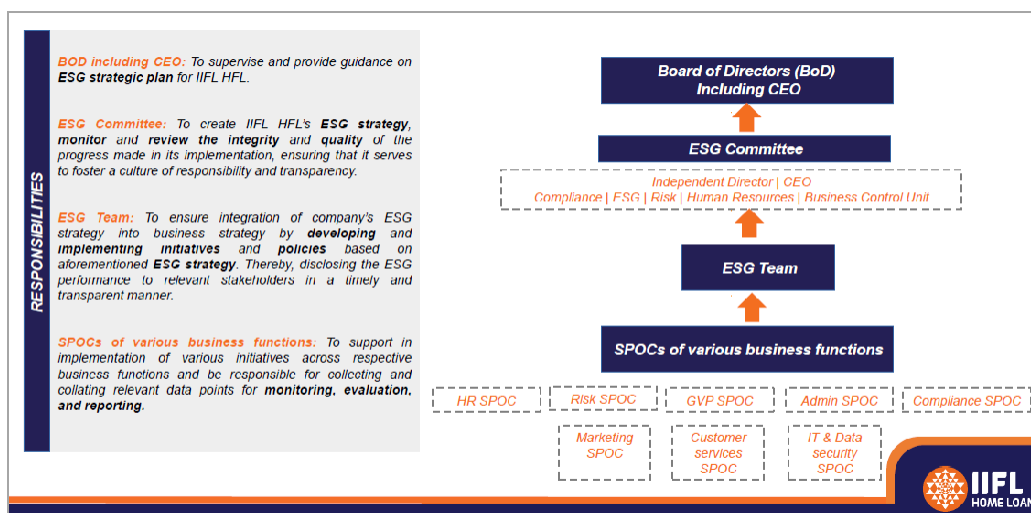 RESPONSIBILITIES
BOD including CEO: To supervise and provide guidance on
ESG strategic plan for IIFL HFL.
ESG Committee: To create IIFL HFL's ESG strategy,
monitor and review the integrity and quality of the
progress made in its implementation, ensuring that it serves
to foster a culture of responsibility and transparency.
ESG Team: To ensure integration of company's ESG
strategy into business strategy by developing and
implementing initiatives and policies based on
aforementioned ESG strategy. Thereby, disclosing the ESG
performance to relevant stakeholders in a timely and
transparent manner.
SPOCs of various business functions: To support in
implementation of various initiatives across respective
business functions and be responsible for collecting and
collating relevant data points for monitoring, evaluation,
and reporting.
Board of Directors (BoD)
Including CEO
ESG Committee
Independent Director | CEO
Compliance | ESG | Risk | Human Resources | Business Control Unit
ESG Team
SPOCs of various business functions
HR SPOC
Risk SPOC
GVP SPOC
Admin SPOC
Compliance SPOC
Marketing
SPOC
Customer
services
SPOC
IT & Data
security
SPOC
IIFL
HOME LOAN